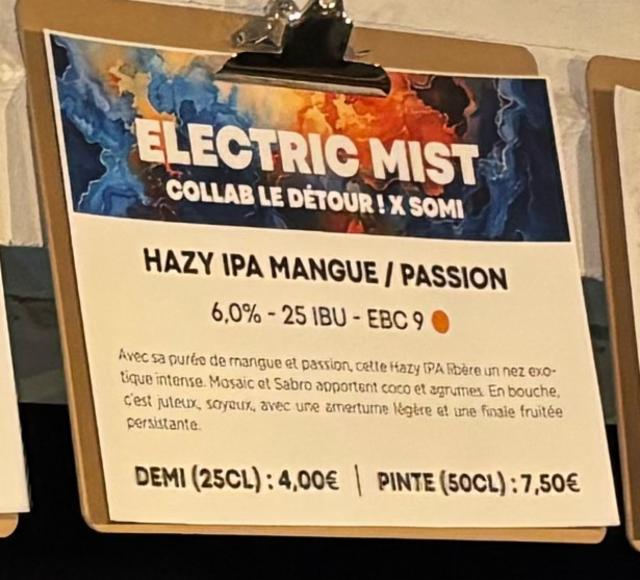 ELECTRIC MIST
COLLAB LE DÉTOUR ! X SOMI
HAZY IPA MANGUE / PASSION
6,0% - 25 IBU - EBC 9
Avec sa purée de mangue et passion, cette Hazy IPA libère un nez exo-
tique intense. Mosaic et Sabro apportent coco et agrumes. En bouche,
c'est juteux, soyeux, avec une amertume légère et une finale fruitée
persistante.
DEMI (25CL) : 4,00€ | PINTE (50CL) : 7,50€